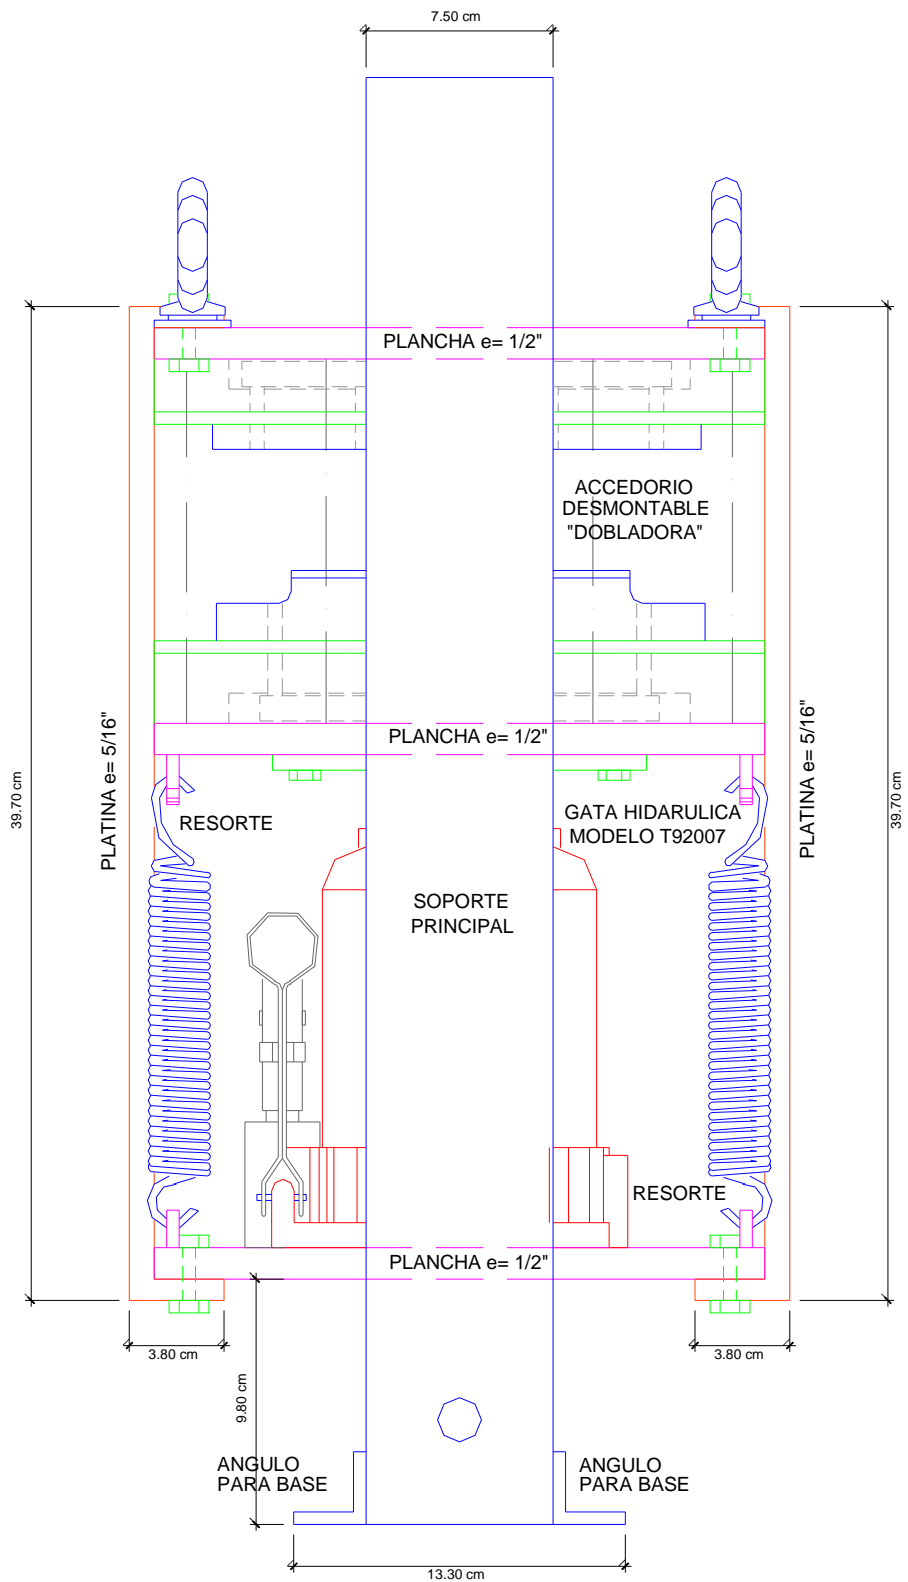 7.50 cm
PLANCHA e= 1/2"
ACCEDORIO
DESMONTABLE
"DOBLADORA"
PLANCHA e= 1/2"
39.70 cm
PLATINA e= 5/16"
PLATINA e= 5/16"
39.70 cm
RESORTE
GATA HIDARULICA
MODELO T92007
SOPORTE
PRINCIPAL
RESORTE
PLANCHA e= 1/2"
3.80 cm
3.80 cm
9.80 cm
ANGULO
PARA BASE
ANGULO
PARA BASE
13.30 cm